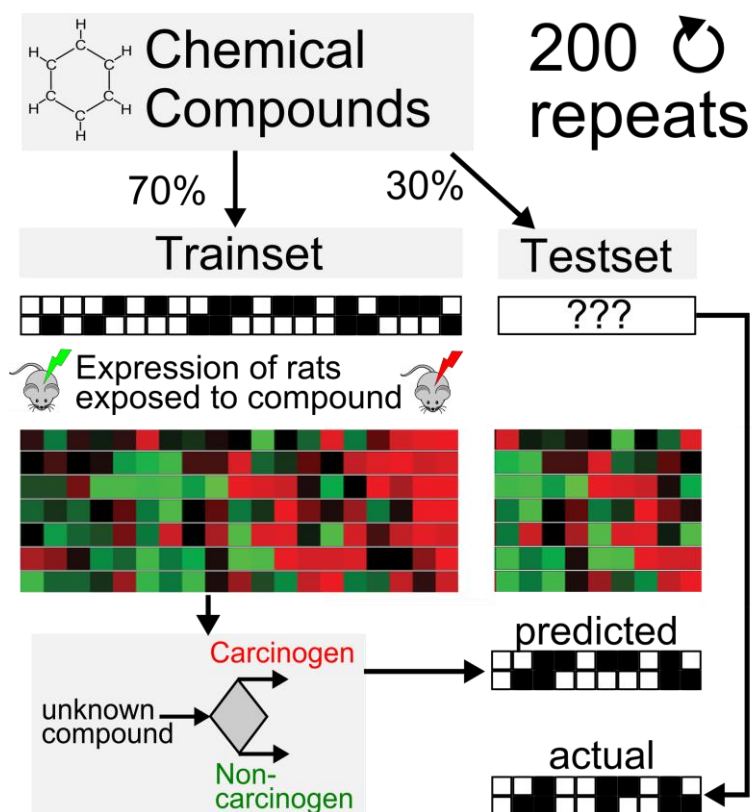 H
H
H
C
C
C
C
C
C
H
H
H
Chemical
Compounds
200
repeats
70%
30%
Trainset
Testset
???
Expression of rats
exposed to compound
predicted
Carcinogen
unknown
compound
Non-
carcinogen
actual